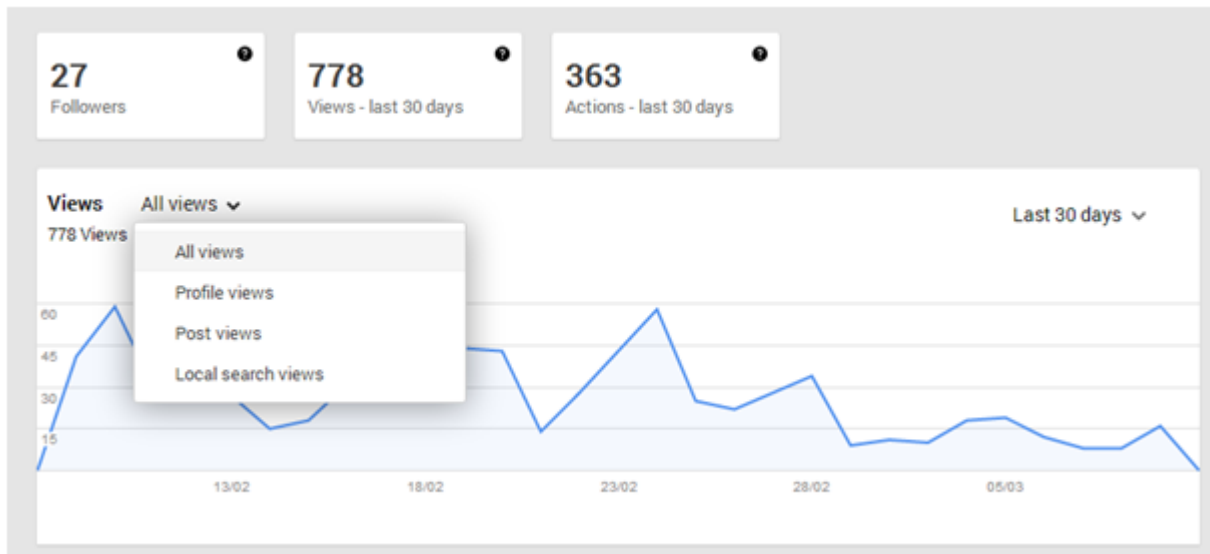 27
Followers
778
Views - last 30 days
363
Actions - last 30 days
Views All views
778 Views
Last 30 days
All views
Profile views
Post views
Local search views
60
45
30
15
13/02 18/02 23/02 28/02 05/03